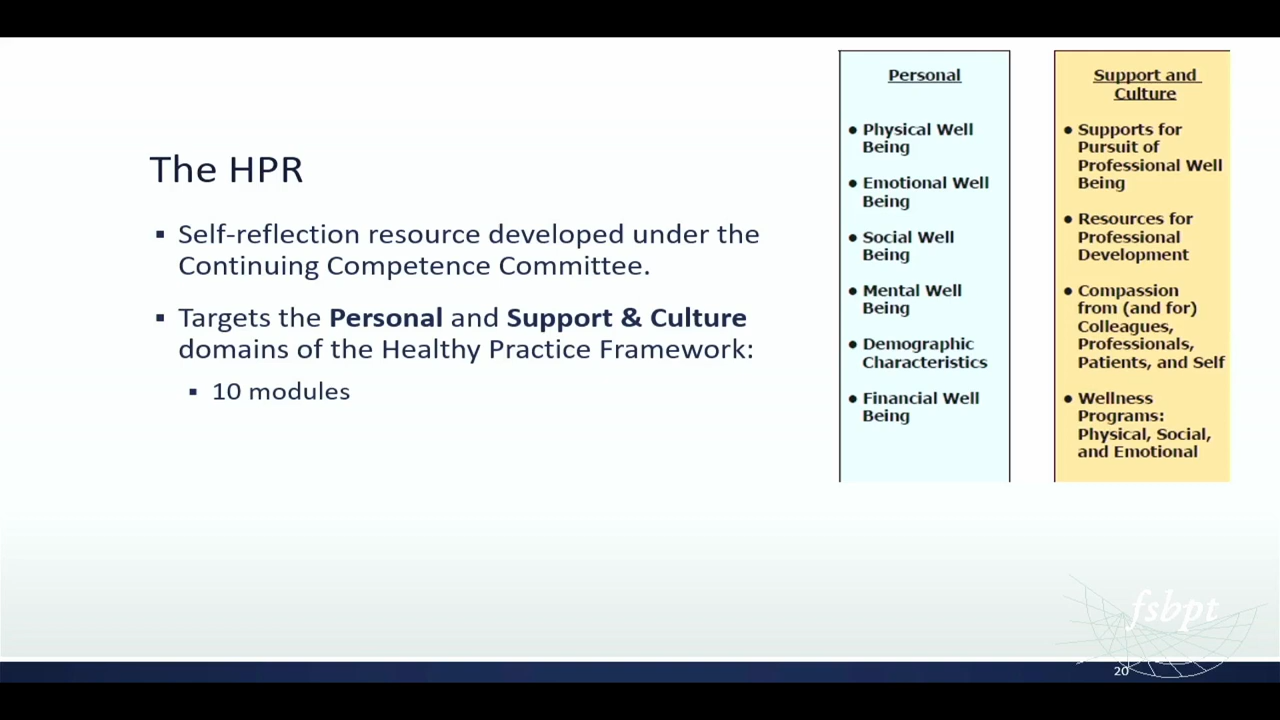 The HPR
▪ Self-reflection resource developed under the
Continuing Competence Committee.
▪ Targets the Personal and Support & Culture
domains of the Healthy Practice Framework:
▪ 10 modules
Personal
● Physical Well
Being
● Emotional Well
Being
● Social Well
Being
● Mental Well
Being
● Demographic
Characteristics
● Financial Well
Being
Support and
Culture
● Supports for
Pursuit of
Professional Well
Being
● Resources for
Professional
Development
● Compassion
from (and for)
Colleagues,
Professionals,
Patients, and Self
● Wellness
Programs:
Physical, Social,
and Emotional
fsbpt
20